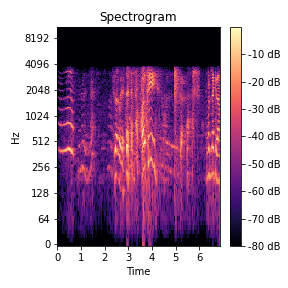 Spectrogram
8192
4096
2048
1024
512
256
128
64
0
Hz
0 1 2 3 4 5 6
Time
-10 dB
-20 dB
-30 dB
-40 dB
-50 dB
-60 dB
-70 dB
-80 dB